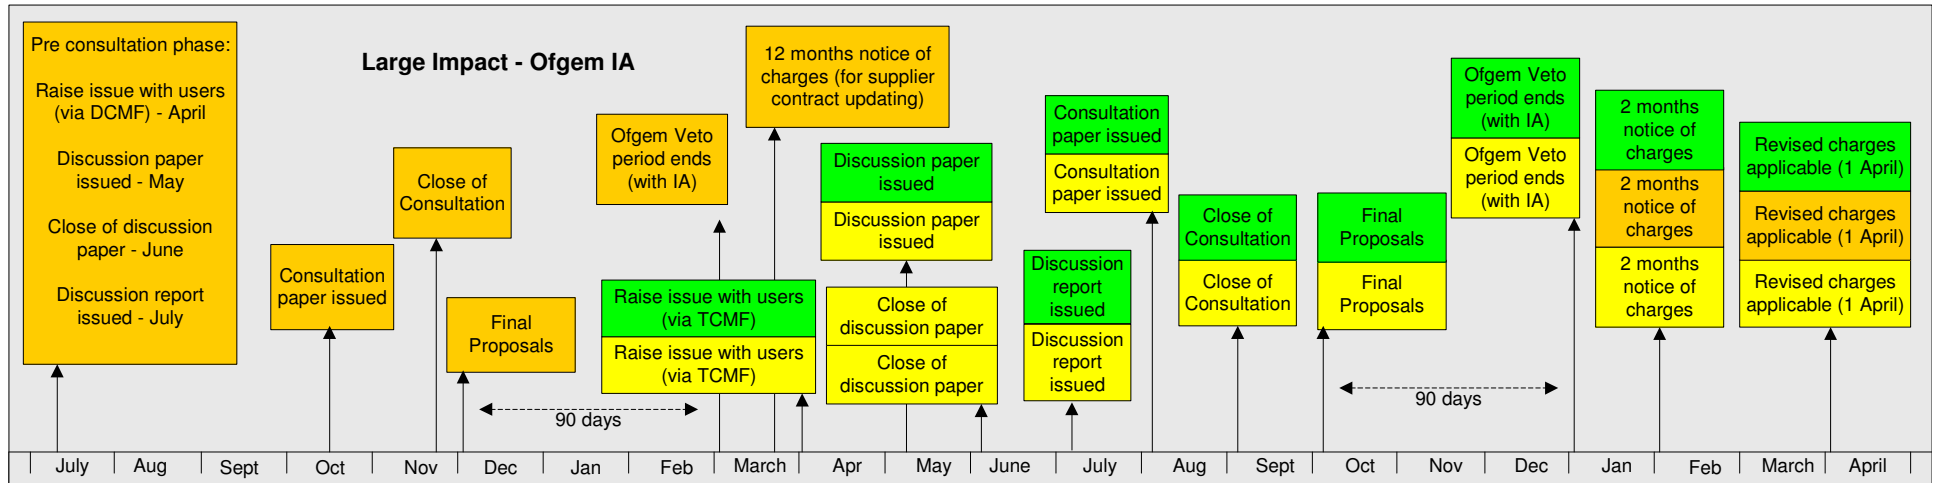 Pre consultation phase:
Raise issue with users
(via DCMF) - April
Discussion paper
issued - May
Close of discussion
paper - June
Discussion report
issued - July
Large Impact - Ofgem IA
Consultation
paper issued
Close of
Consultation
Final
Proposals
90 days
Ofgem Veto
period ends
(with IA)
12 months notice of
charges (for supplier
contract updating)
Raise issue with users
(via TCMF)
Raise issue with users
(via TCMF)
Discussion paper
issued
Discussion paper
issued
Close of
discussion paper
Close of
discussion paper
Discussion
report
issued
Discussion
report
issued
Consultation
paper issued
Consultation
paper issued
Close of
Consultation
Close of
Consultation
Final
Proposals
Final
Proposals
90 days
Ofgem Veto
period ends
(with IA)
Ofgem Veto
period ends
(with IA)
2 months
notice of
charges
2 months
notice of
charges
2 months
notice of
charges
Revised charges
applicable (1 April)
Revised charges
applicable (1 April)
Revised charges
applicable (1 April)
July Aug Sept Oct Nov Dec Jan Feb March Apr May June July Aug Sept Oct Nov Dec Jan Feb March April